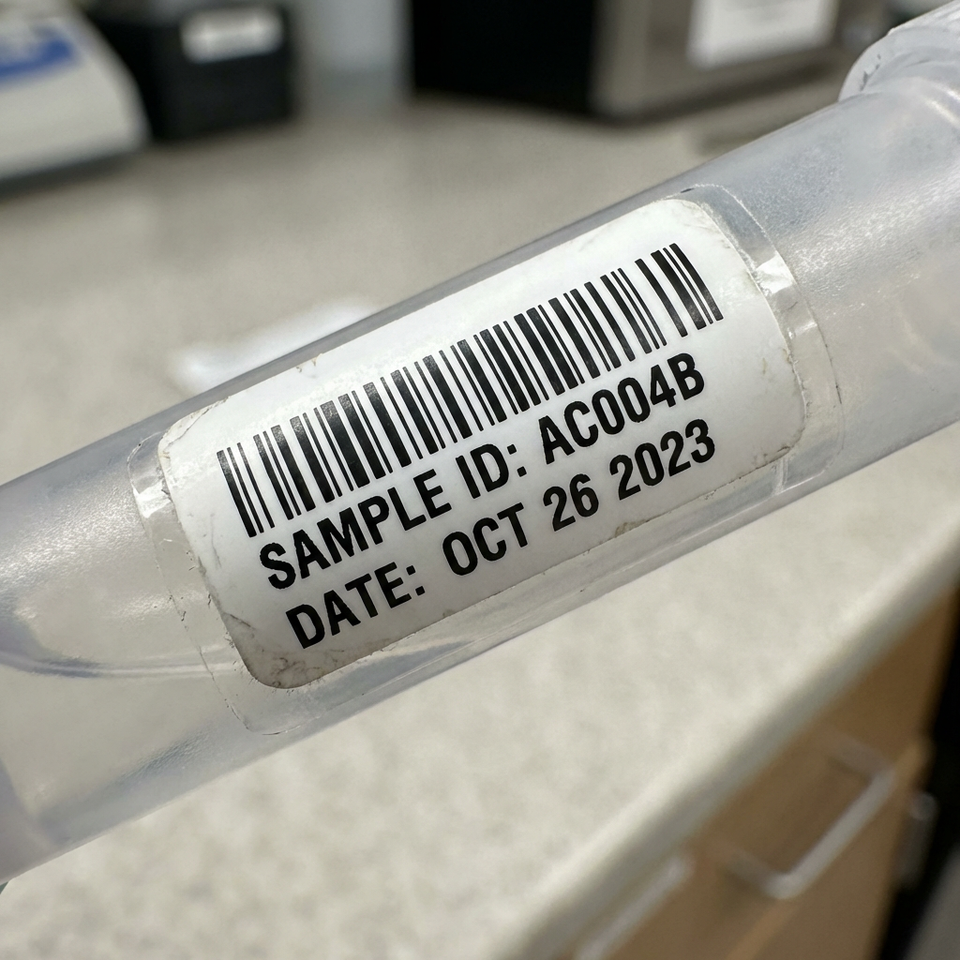 SAMPLE ID: AC004B
DATE: OCT 26 2023